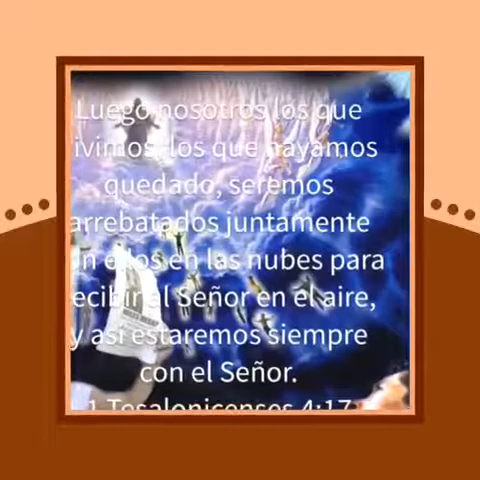 Luego nosotros los que
ivimos, los que hayamos
quedado, seremos
arrebatados juntamente
n ellos en las nubes para
ecibir al Señor en el aire,
y así estaremos siempre
con el Señor.
1 Tesalonicenses 4:17